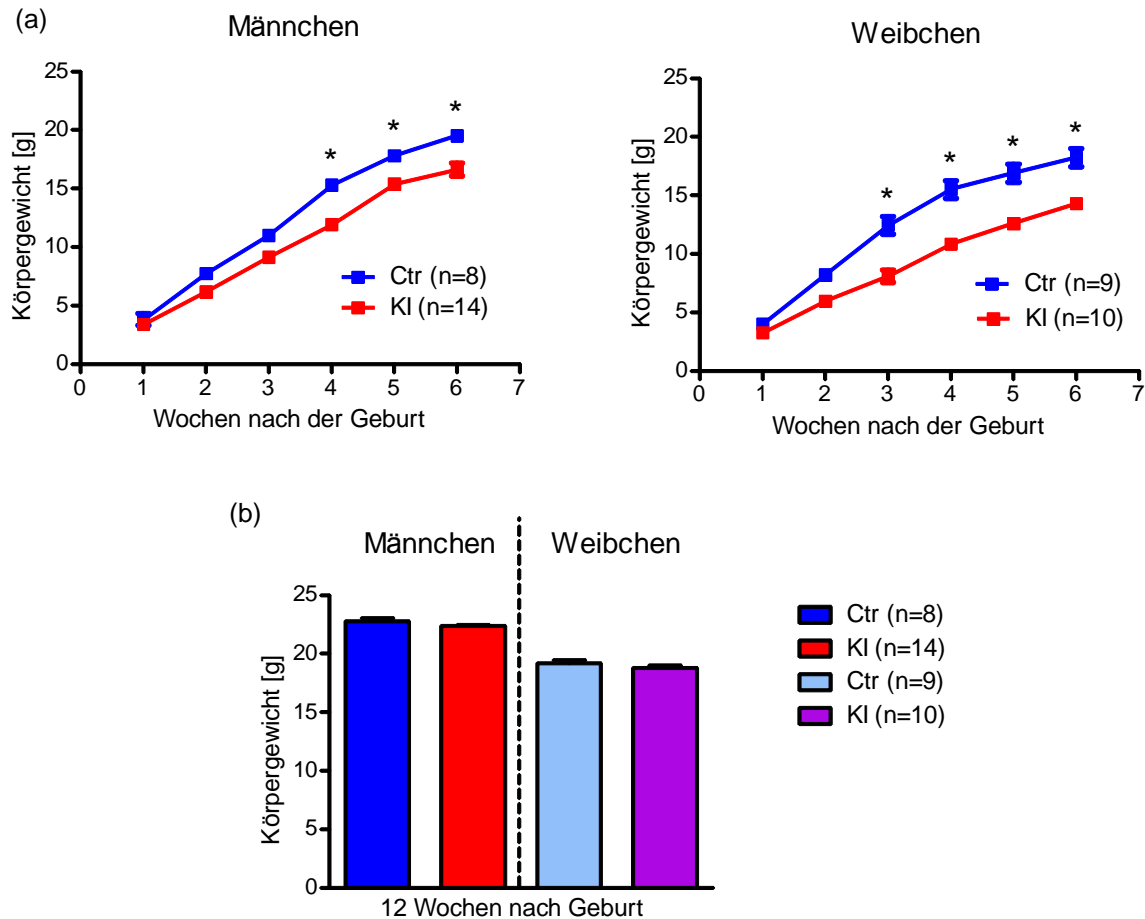 (a)
Männchen
Körpergewicht [g]
25
20
15
10
5
0
* * *
Ctr (n=8)
KI (n=14)
0 1 2 3 4 5 6 7
Wochen nach der Geburt
Weibchen
Körpergewicht [g]
25
20
15
10
5
0
* * * *
Ctr (n=9)
KI (n=10)
0 1 2 3 4 5 6 7
Wochen nach der Geburt
(b)
Männchen Weibchen
Körpergewicht [g]
25
20
15
10
5
0
12 Wochen nach Geburt
Ctr (n=8)
KI (n=14)
Ctr (n=9)
KI (n=10)